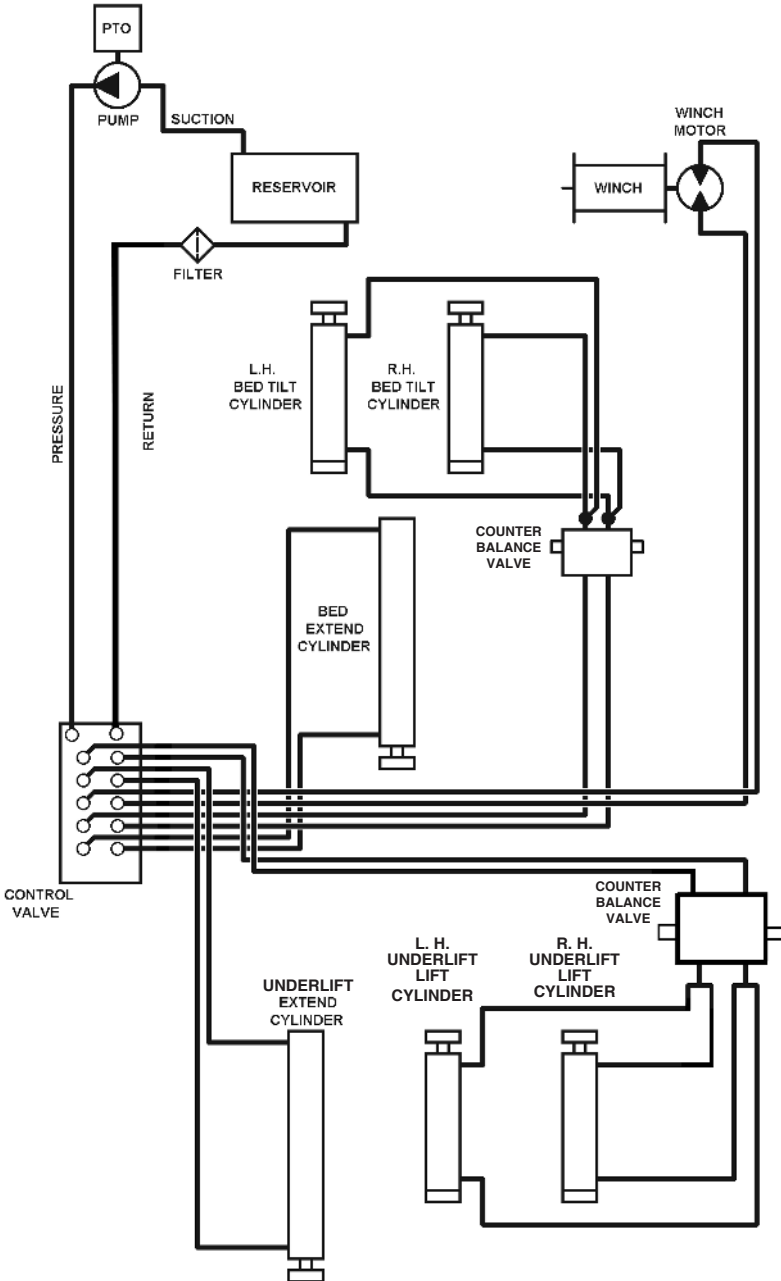 PTO
PUMP
SUCTION
RESERVOIR
FILTER
WINCH
MOTOR
WINCH
PRESSURE
RETURN
L.H.
BED TILT
CYLINDER
R.H.
BED TILT
CYLINDER
COUNTER
BALANCE
VALVE
BED
EXTEND
CYLINDER
CONTROL
VALVE
COUNTER
BALANCE
VALVE
L. H.
UNDERLIFT
LIFT
CYLINDER
R. H.
UNDERLIFT
LIFT
CYLINDER
UNDERLIFT
EXTEND
CYLINDER